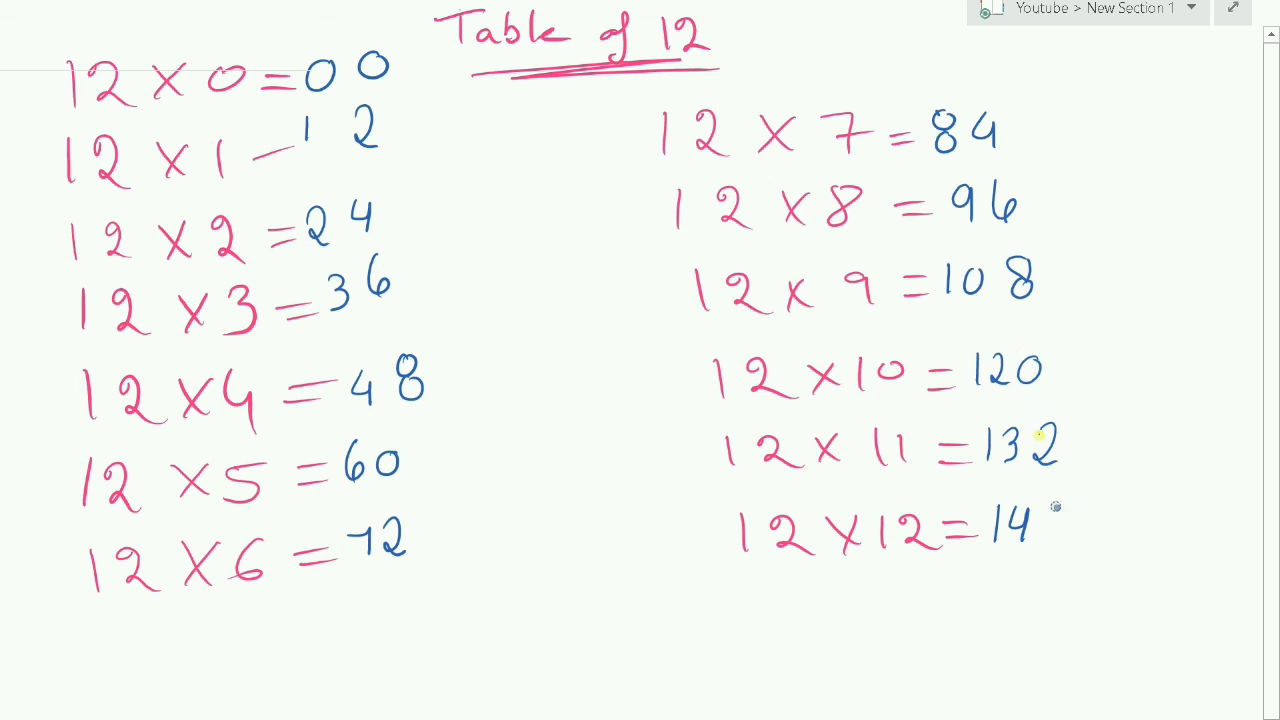 Youtube > New Section 1
Table of 12
12 × 0 = 00
12 × 1 – 12
12 × 2 = 24
12 × 3 = 36
12 × 4 = 48
12 × 5 = 60
12 × 6 = 72
12 × 7 = 84
12 × 8 = 96
12 × 9 = 108
12 × 10 = 120
12 × 11 = 132
12 × 12 = 14